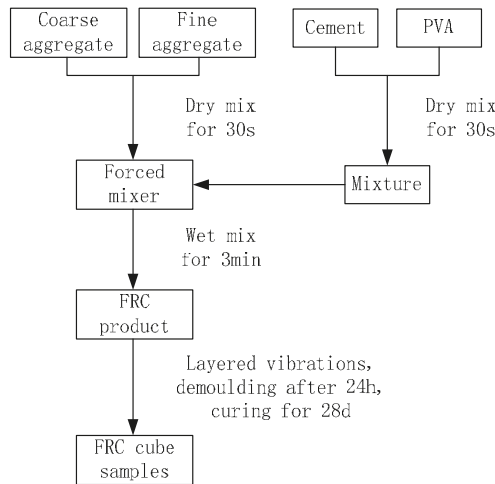 Coarse
aggregate
Fine
aggregate
Cement
PVA
Dry mix
for 30s
Dry mix
for 30s
Forced
mixer
Mixture
Wet mix
for 3min
FRC
product
Layered vibrations,
demoulding after 24h,
curing for 28d
FRC cube
samples